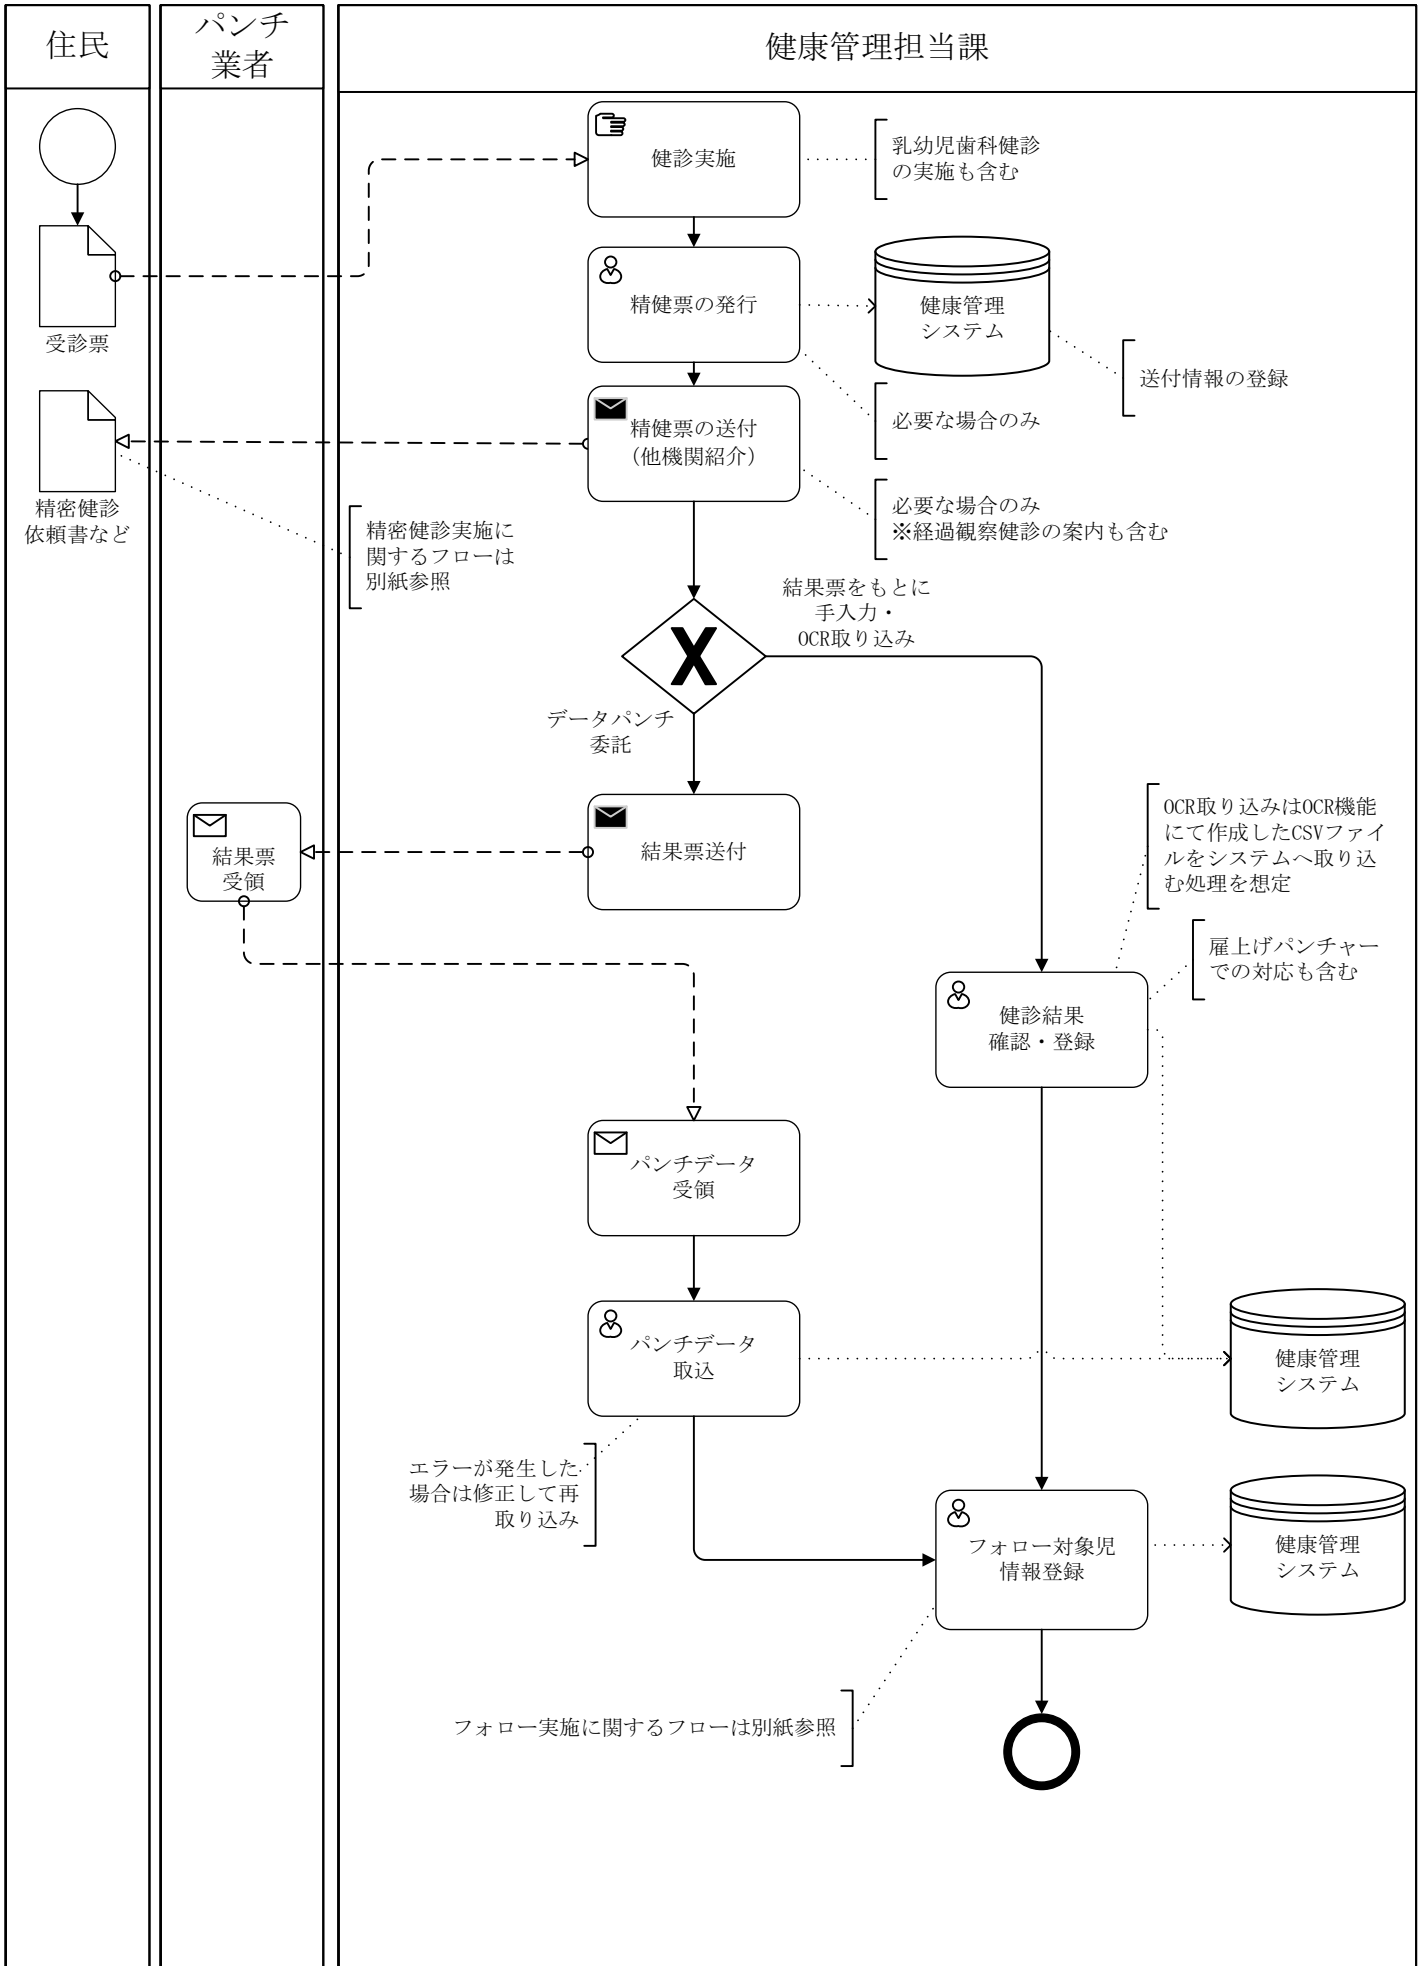 住民
パンチ
業者
健康管理担当課
健診実施
乳幼児歯科健診
の実施も含む
受診票
精健票の発行
健康管理
システム
送付情報の登録
必要な場合のみ
精健票の送付
（他機関紹介）
必要な場合のみ
※経過観察健診の案内も含む
精密健診
依頼書など
精密健診実施に
関するフローは
別紙参照
結果票をもとに
手入力・
OCR取り込み
X
データパンチ
委託
結果票
受領
結果票送付
OCR取り込みはOCR機能
にて作成したCSVファイ
ルをシステムへ取り込
む処理を想定
雇上げパンチャー
での対応も含む
健診結果
確認・登録
パンチデータ
受領
パンチデータ
取込
健康管理
システム
エラーが発生した
場合は修正して再
取り込み
フォロー対象児
情報登録
健康管理
システム
フォロー実施に関するフローは別紙参照